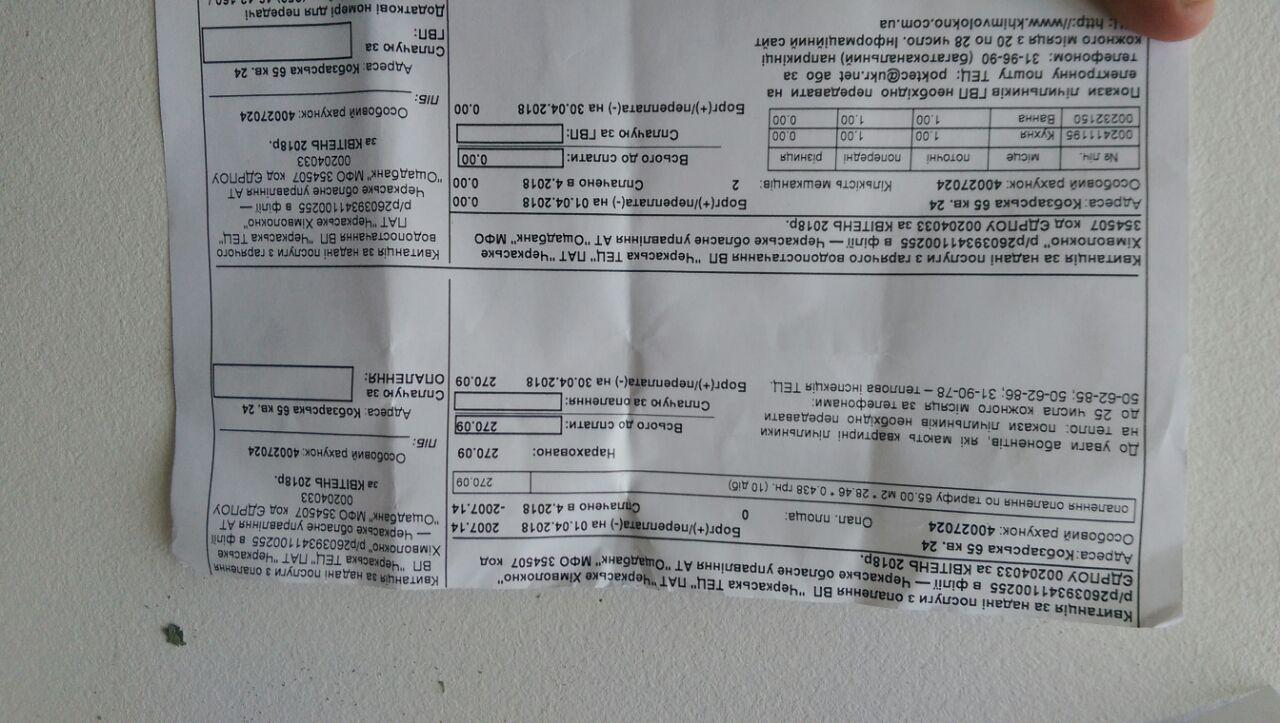 Квитанція за надані послуги з опалення ВП "Черкаська ТЕЦ" ПАТ "Черкаське Хімволокно"
р/р26039341100255 в філії — Черкаське обласне управління АТ "Ощадбанк" МФО 354507 код
ЄДРПОУ 00204033 за КВІТЕНЬ 2018р.
Адреса: Кобзарська 65 кв. 24
Особовий рахунок: 40027024 Опал. площа: 0
Борг(+)/переплата(-) на 01.04.2018 2007.14
Сплачено в 4.2018 -2007.14
опалення опалення по тарифу 65.00 м2 * 28.46 * 0.438 грн. (10 діб) 270.09
Нараховано: 270.09
Всього до сплати: 270.09
Сплачую за опалення:
Борг(+)/переплата(-) на 30.04.2018 270.09
До уваги абонентів, які мають квартирні лічильники
на тепло: покази лічильників необхідно передавати
до 25 числа кожного місяця за телефонами:
50-62-85; 50-62-86; 31-90-78 – теплова інспекція ТЕЦ.
Квитанція за надані послуги з опалення
ВП "Черкаська ТЕЦ" ПАТ "Черкаське
Хімволокно" р/р26039341100255 в філії
— Черкаське обласне управління АТ
"Ощадбанк" МФО 354507 код ЄДРПОУ
00204033
за КВІТЕНЬ 2018р.
Особовий рахунок: 40027024
ПІБ:
Адреса: Кобзарська 65 кв. 24
Сплачую за
ОПАЛЕННЯ:
Квитанція за надані послуги з гарячого водопостачання ВП "Черкаська ТЕЦ" ПАТ "Черкаське
Хімволокно" р/р26039341100255 в філії — Черкаське обласне управління АТ "Ощадбанк" МФО
354507 код ЄДРПОУ 00204033 за КВІТЕНЬ 2018р.
Адреса: Кобзарська 65 кв. 24
Особовий рахунок: 40027024 Кількість мешканців: 2
Борг(+)/переплата(-) на 01.04.2018 0.00
Сплачено в 4.2018 0.00
№ ліч. місце поточні попередні різниця
002411195 Кухня 1.00 1.00 0.00
00232150 Ванна 1.00 1.00 0.00
Всього до сплати: 0.00
Сплачую за ГВП:
Борг(+)/переплата(-) на 30.04.2018 0.00
Покази лічильників ГВП необхідно передавати на
електронну пошту ТЕЦ: poktec@ukr.net або за
телефоном: 31-96-90 (багатоканальний) наприкінці
кожного місяця з 20 по 28 число. Інформаційний сайт
http://www.khimvolokno.com.ua
Квитанція за надані послуги з гарячого
водопостачання ВП "Черкаська ТЕЦ"
ПАТ "Черкаське Хімволокно"
р/р26039341100255 в філії —
Черкаське обласне управління АТ
"Ощадбанк" МФО 354507 код ЄДРПОУ
00204033
за КВІТЕНЬ 2018р.
Особовий рахунок: 40027024
ПІБ:
Адреса: Кобзарська 65 кв. 24
Сплачую за
ГВП:
Додаткові номері для передачі